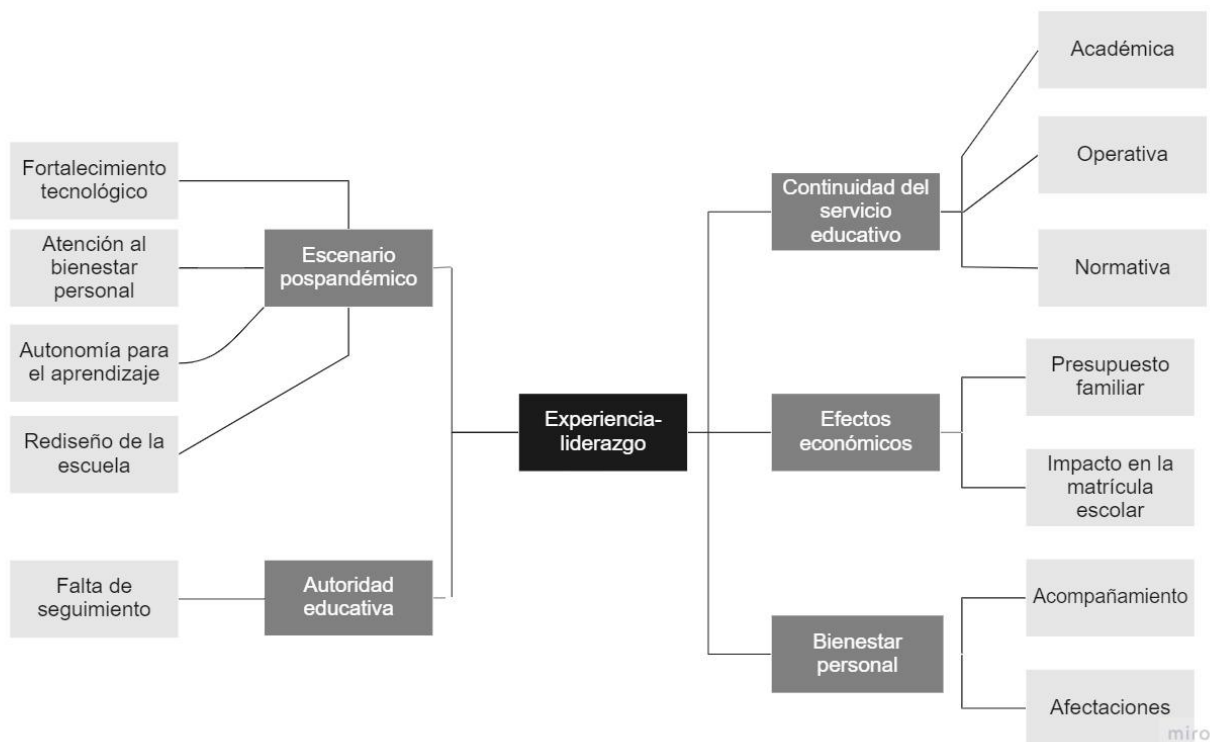 Fortalecimiento
tecnológico
Atención al
bienestar
personal
Autonomía para
el aprendizaje
Rediseño de la
escuela
Falta de
seguimiento
Escenario
pospandémico
Autoridad
educativa
Experiencia-
liderazgo
Continuidad del
servicio
educativo
Efectos
económicos
Bienestar
personal
Académica
Operativa
Normativa
Presupuesto
familiar
Impacto en la
matrícula
escolar
Acompañamiento
Afectaciones
miro